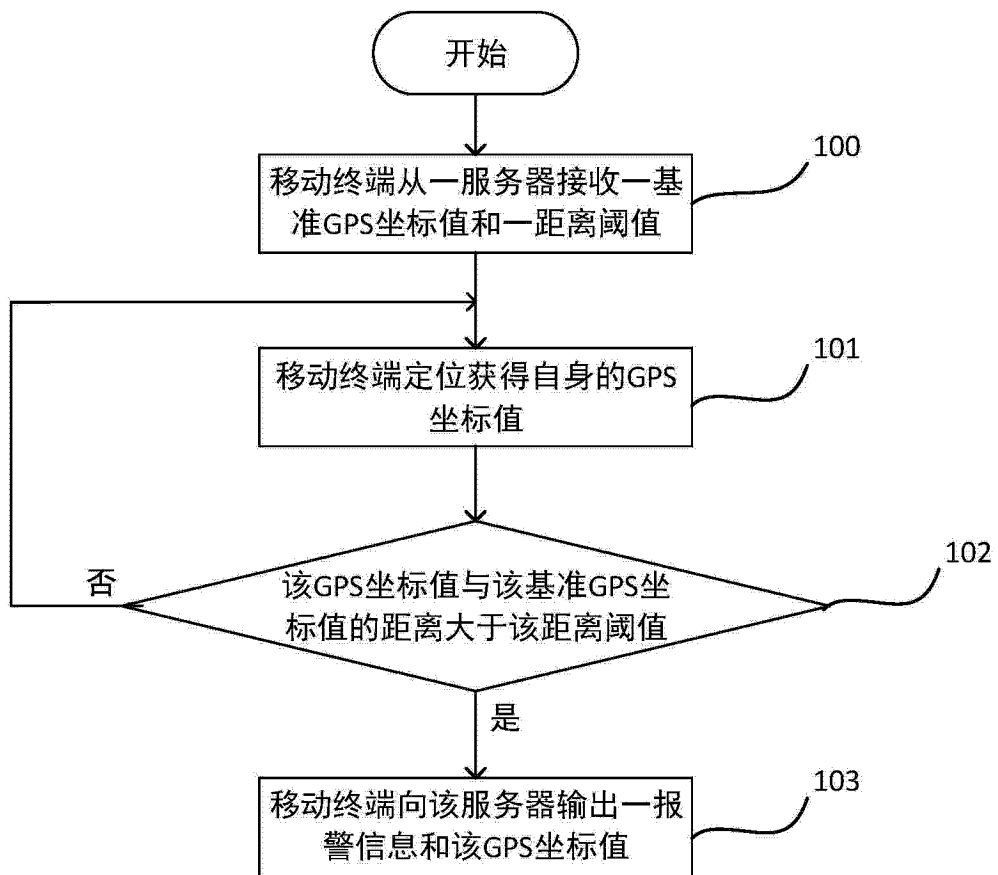 开始
100
移动终端从一服务器接收一基
准GPS坐标值和一距离阈值
101
移动终端定位获得自身的GPS
坐标值
102
否
该GPS坐标值与该基准GPS坐
标值的距离大于该距离阈值
是
103
移动终端向该服务器输出一报
警信息和该GPS坐标值